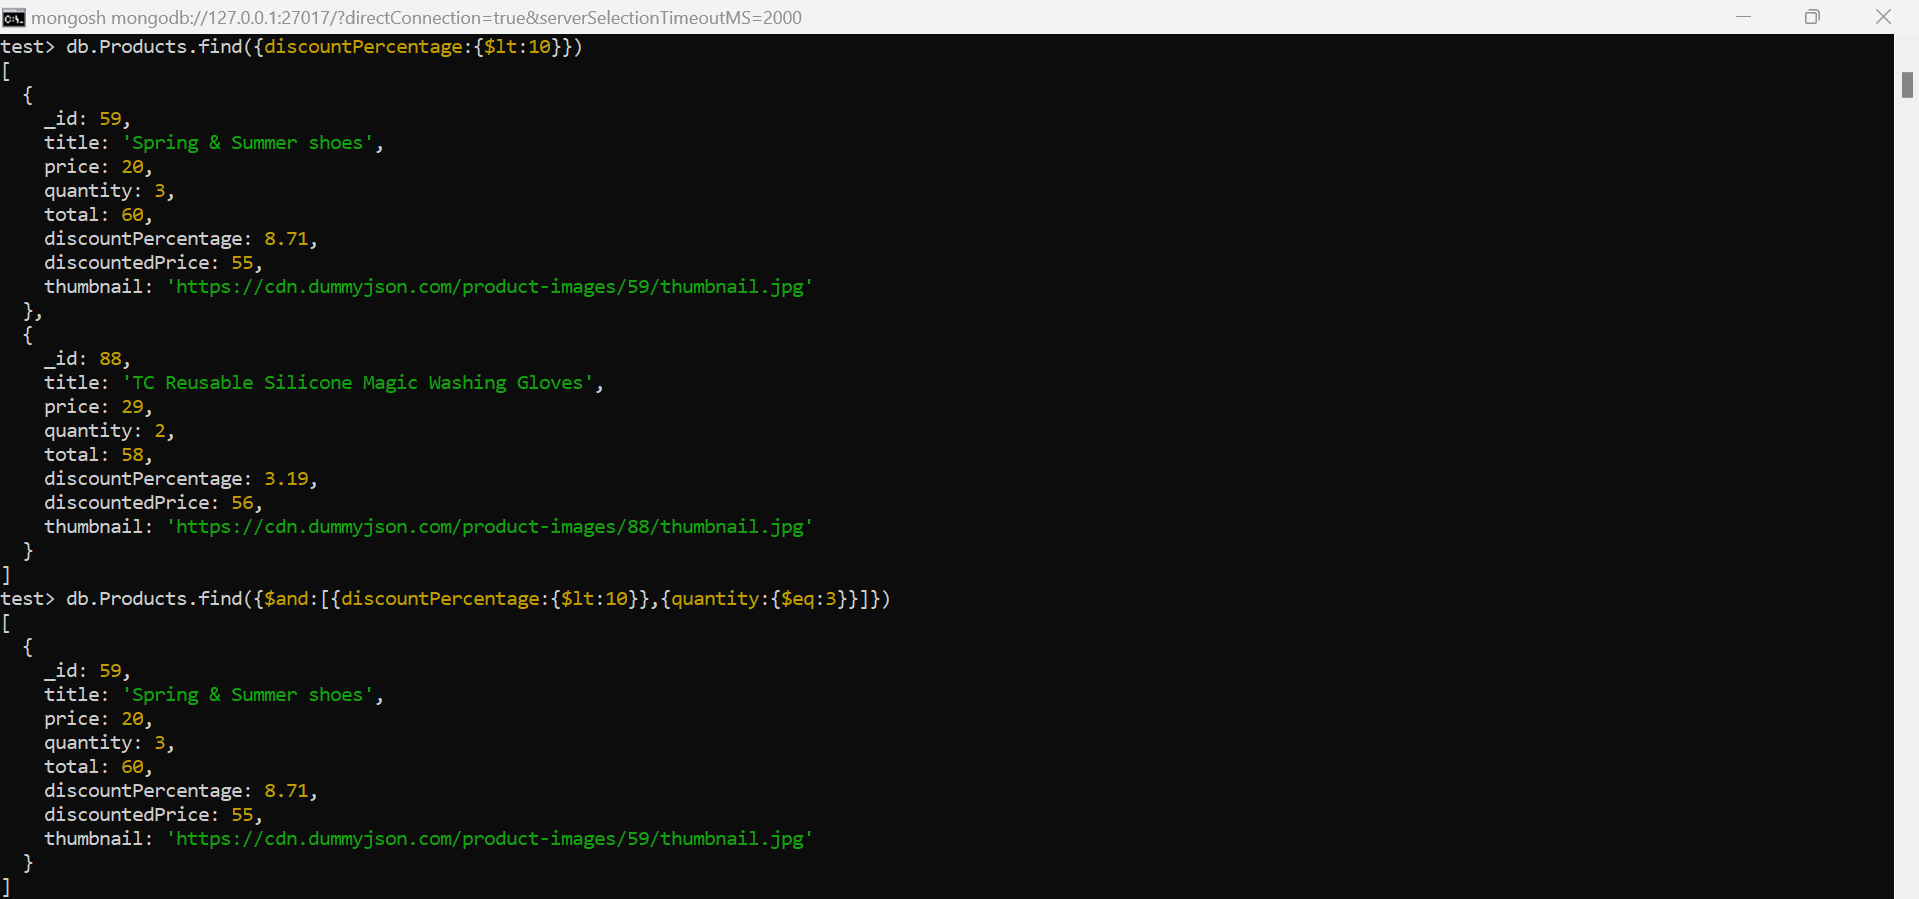 mongosh mongodb://127.0.0.1:27017/?directConnection=true&serverSelectionTimeoutMS=2000
test> db.Products.find({discountPercentage:{$lt:10}})
[
  {
    _id: 59,
    title: 'Spring & Summer shoes',
    price: 20,
    quantity: 3,
    total: 60,
    discountPercentage: 8.71,
    discountedPrice: 55,
    thumbnail: 'https://cdn.dummyjson.com/product-images/59/thumbnail.jpg'
  },
  {
    _id: 88,
    title: 'TC Reusable Silicone Magic Washing Gloves',
    price: 29,
    quantity: 2,
    total: 58,
    discountPercentage: 3.19,
    discountedPrice: 56,
    thumbnail: 'https://cdn.dummyjson.com/product-images/88/thumbnail.jpg'
  }
]
test> db.Products.find({$and:[{discountPercentage:{$lt:10}},{quantity:{$eq:3}}]})
[
  {
    _id: 59,
    title: 'Spring & Summer shoes',
    price: 20,
    quantity: 3,
    total: 60,
    discountPercentage: 8.71,
    discountedPrice: 55,
    thumbnail: 'https://cdn.dummyjson.com/product-images/59/thumbnail.jpg'
  }
]